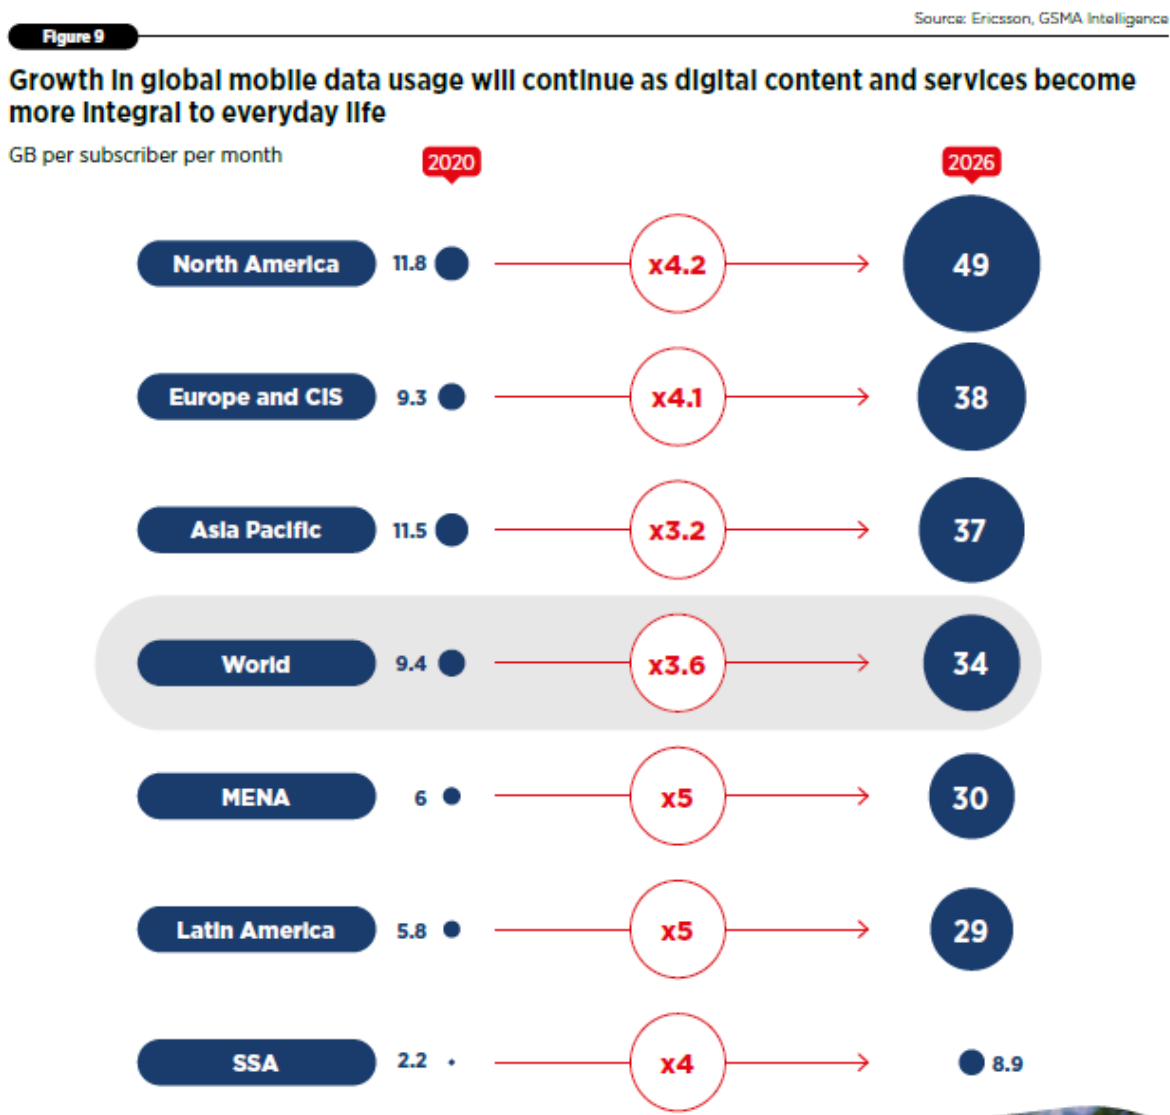 Source: Ericsson, GSMA Intelligence
Figure 9
Growth in global mobile data usage will continue as digital content and services become
more integral to everyday life
GB per subscriber per month
2020
2026
North America 11.8 x4.2 49
Europe and CIS 9.3 x4.1 38
Asia Pacific 11.5 x3.2 37
World 9.4 x3.6 34
MENA 6 x5 30
Latin America 5.8 x5 29
SSA 2.2 x4 8.9